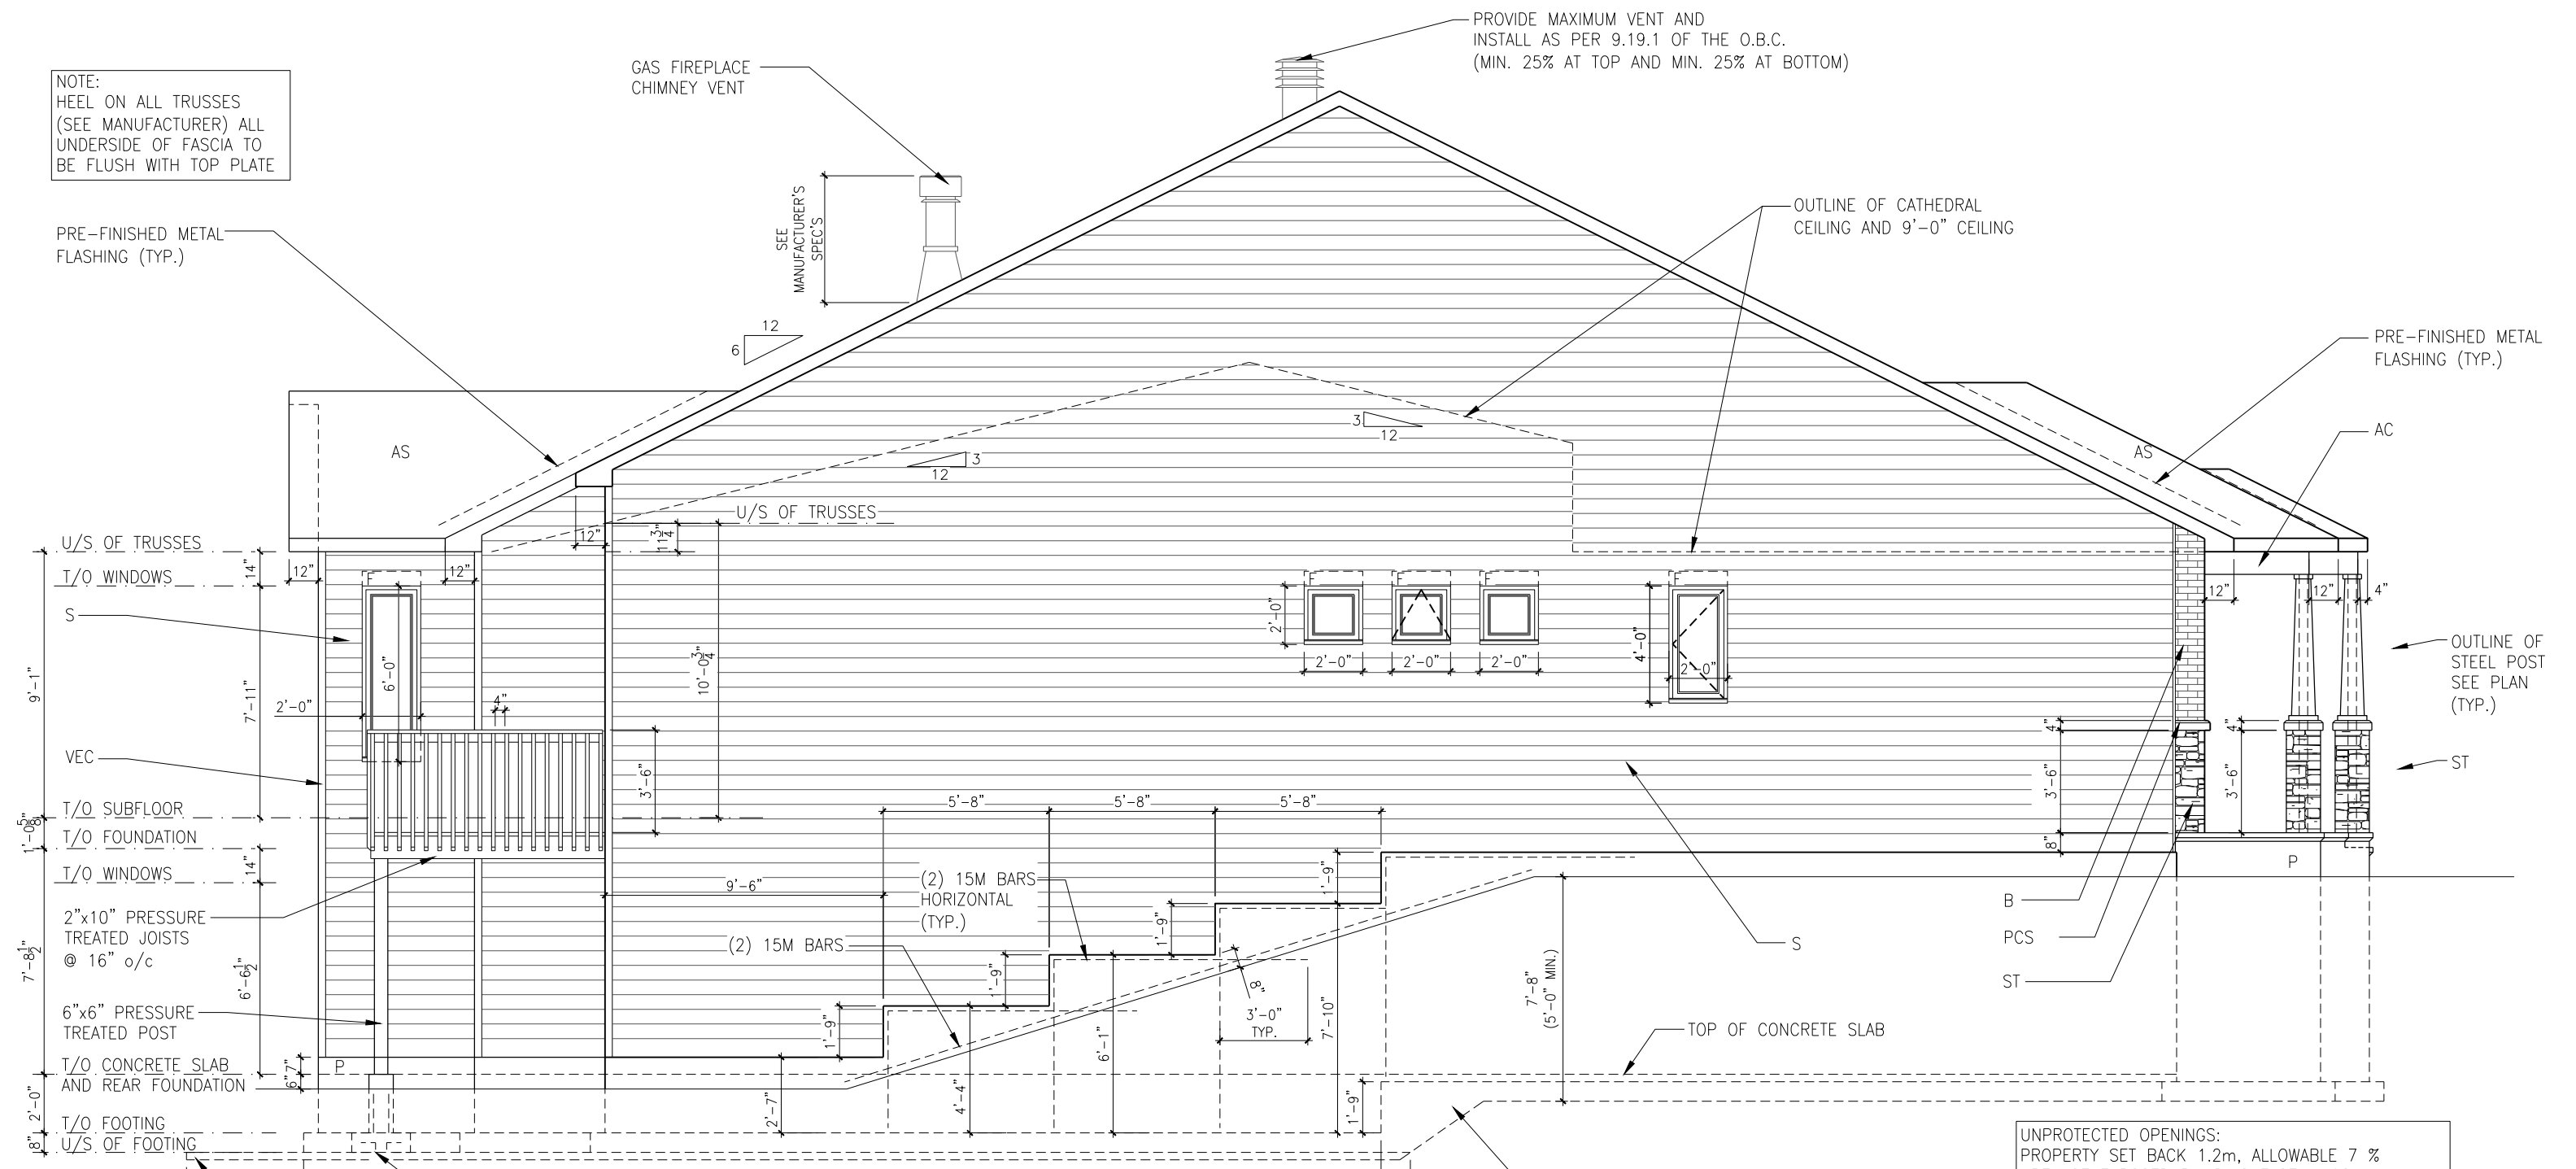 PROVIDE MAXIMUM VENT AND
INSTALL AS PER 9.19.1 OF THE O.B.C.
(MIN. 25% AT TOP AND MIN. 25% AT BOTTOM)
GAS FIREPLACE
CHIMNEY VENT
NOTE:
HEEL ON ALL TRUSSES
(SEE MANUFACTURER) ALL
UNDERSIDE OF FASCIA TO
BE FLUSH WITH TOP PLATE
SEE
MANUFACTURER'S
SPEC'S
OUTLINE OF CATHEDRAL
CEILING AND 9'-0" CEILING
PRE-FINISHED METAL
FLASHING (TYP.)
12
6
PRE-FINISHED METAL
FLASHING (TYP.)
AC
3
12
AS
AS
3
12
U/S OF TRUSSES
12"
11 3/4"
U/S OF TRUSSES
14"
T/O WINDOWS
12"
12"
F
F
F
F
F
12"
12"
4"
S
2'-0"
2'-0"
2'-0"
2'-0"
4'-0"
2'-0"
OUTLINE OF
STEEL POST
SEE PLAN
(TYP.)
9'-1"
7'-11"
6'-0"
10'-0 3/4"
2'-0"
4"
4"
4"
VEC
3'-6"
3'-6"
3'-6"
ST
T/O SUBFLOOR
5'-8"
5'-8"
5'-8"
1'-0 5/8"
T/O FOUNDATION
8"
14"
T/O WINDOWS
9'-6"
(2) 15M BARS
HORIZONTAL
(TYP.)
1'-9"
P
B
2"x10" PRESSURE
TREATED JOISTS
@ 16" o/c
(2) 15M BARS
1'-9"
S
PCS
7'-8 1/2"
6'-6 1/2"
1'-9"
8"
7'-8"
(5'-0" MIN.)
ST
6"x6" PRESSURE
TREATED POST
1'-9"
3'-0"
TYP.
7'-10"
6'-1"
TOP OF CONCRETE SLAB
T/O CONCRETE SLAB
AND REAR FOUNDATION
7"
6"
P
2'-0"
2'-7"
4'-4"
1'-9"
T/O FOOTING
U/S OF FOOTING
8"
UNPROTECTED OPENINGS:
PROPERTY SET BACK 1.2m, ALLOWABLE 7 %